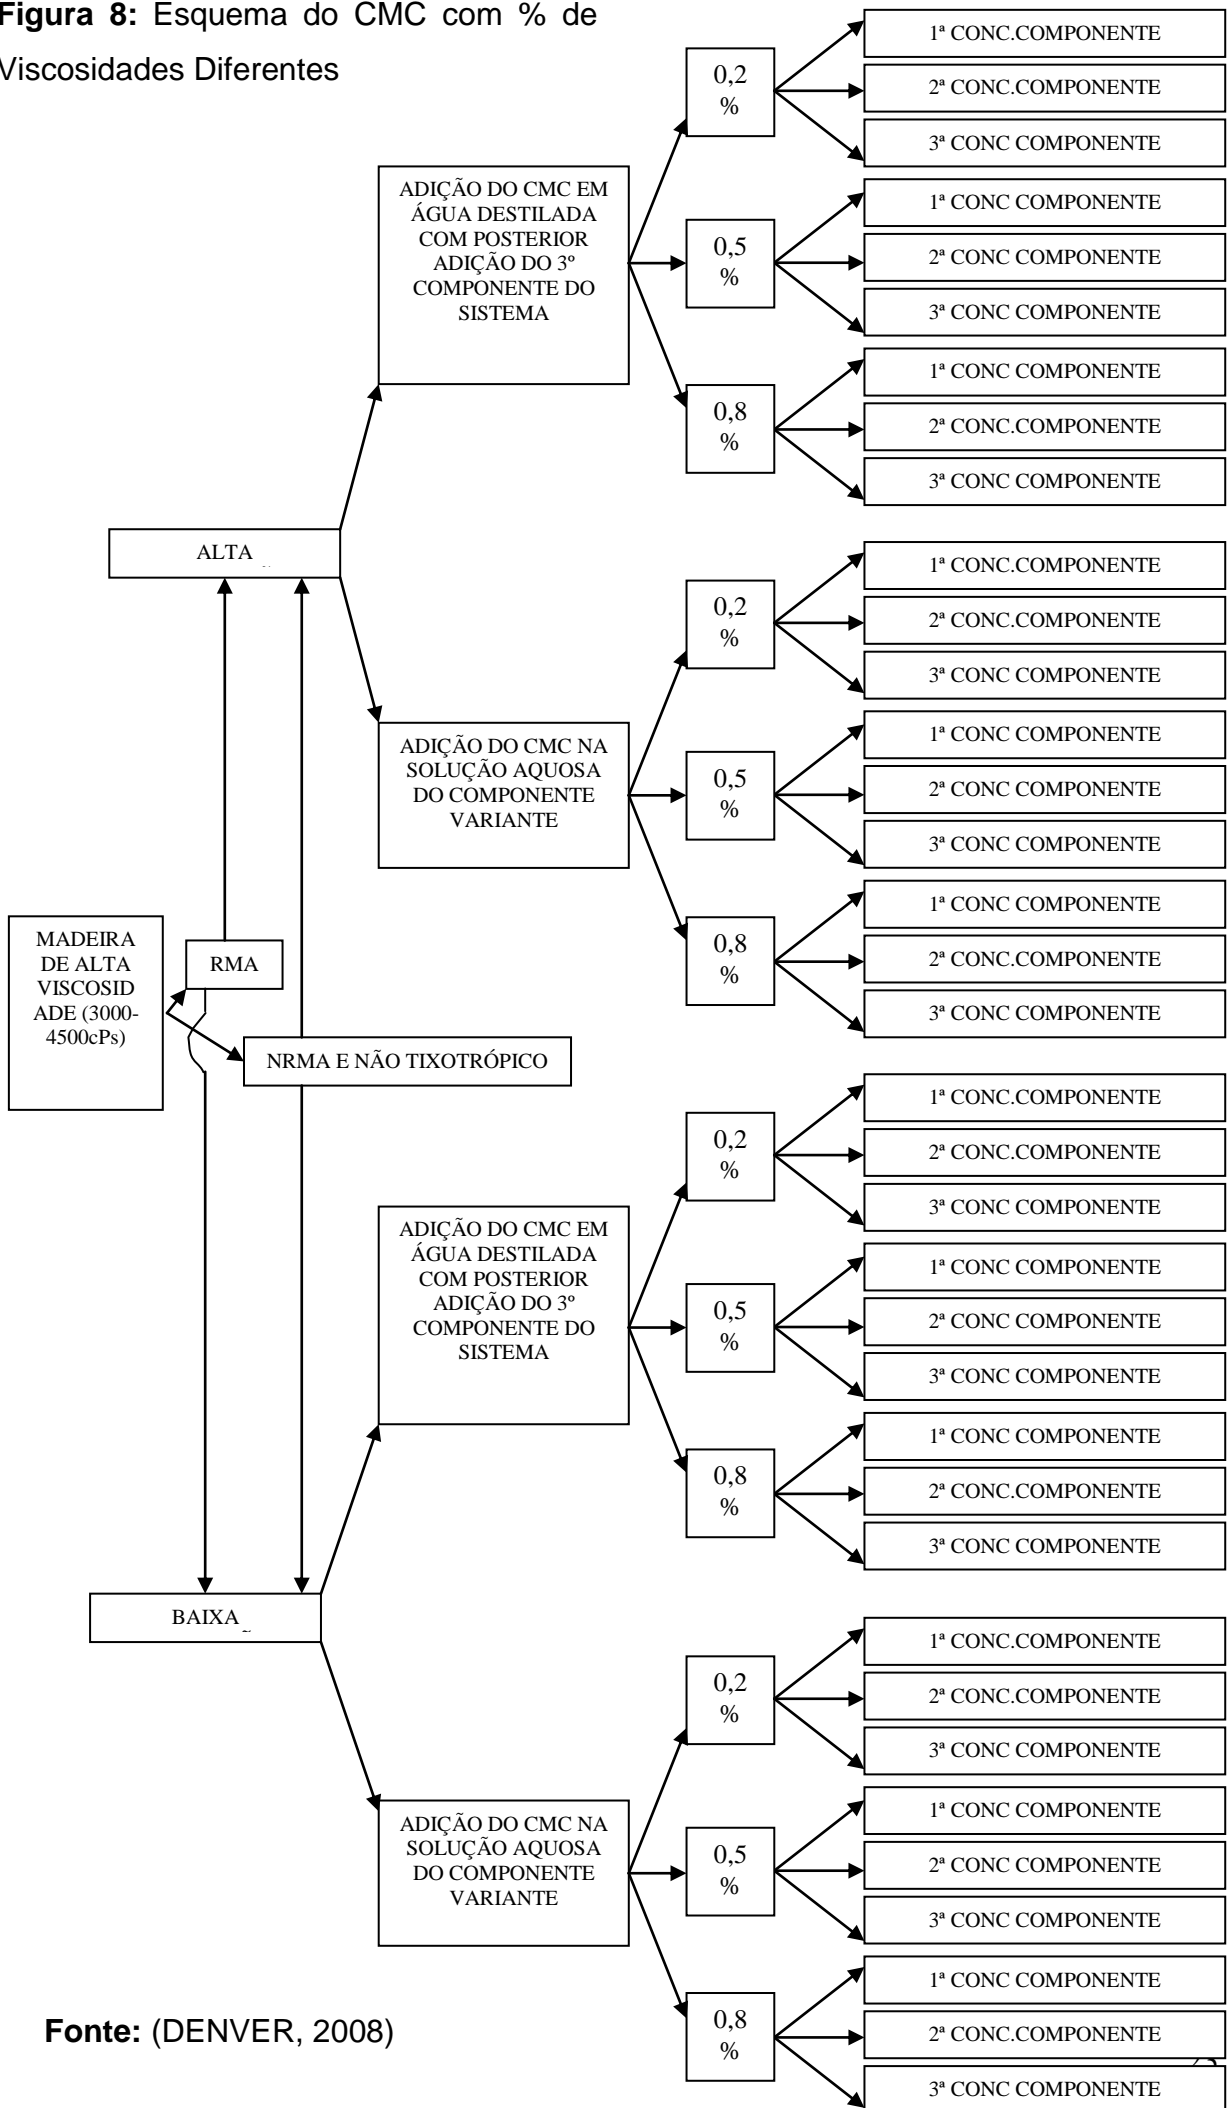 Figura 8: Esquema do CMC com % de
Viscosidades Diferentes
MADEIRA
DE ALTA
VISCOSID
ADE (3000-
4500cPs)
RMA
NRMA E NÃO TIXOTRÓPICO
ALTA
ADIÇÃO DO CMC EM
ÁGUA DESTILADA
COM POSTERIOR
ADIÇÃO DO 3º
COMPONENTE DO
SISTEMA
0,2
%
1ª CONC.COMPONENTE
2ª CONC.COMPONENTE
3ª CONC COMPONENTE
0,5
%
1ª CONC COMPONENTE
2ª CONC.COMPONENTE
3ª CONC COMPONENTE
0,8
%
1ª CONC COMPONENTE
2ª CONC.COMPONENTE
3ª CONC COMPONENTE
ADIÇÃO DO CMC NA
SOLUÇÃO AQUOSA
DO COMPONENTE
VARIANTE
0,2
%
1ª CONC.COMPONENTE
2ª CONC.COMPONENTE
3ª CONC COMPONENTE
0,5
%
1ª CONC COMPONENTE
2ª CONC.COMPONENTE
3ª CONC COMPONENTE
0,8
%
1ª CONC COMPONENTE
2ª CONC.COMPONENTE
3ª CONC COMPONENTE
BAIXA
ADIÇÃO DO CMC EM
ÁGUA DESTILADA
COM POSTERIOR
ADIÇÃO DO 3º
COMPONENTE DO
SISTEMA
0,2
%
1ª CONC.COMPONENTE
2ª CONC.COMPONENTE
3ª CONC COMPONENTE
0,5
%
1ª CONC COMPONENTE
2ª CONC.COMPONENTE
3ª CONC COMPONENTE
0,8
%
1ª CONC COMPONENTE
2ª CONC.COMPONENTE
3ª CONC COMPONENTE
ADIÇÃO DO CMC NA
SOLUÇÃO AQUOSA
DO COMPONENTE
VARIANTE
0,2
%
1ª CONC.COMPONENTE
2ª CONC.COMPONENTE
3ª CONC COMPONENTE
0,5
%
1ª CONC COMPONENTE
2ª CONC.COMPONENTE
3ª CONC COMPONENTE
0,8
%
1ª CONC COMPONENTE
2ª CONC.COMPONENTE
3ª CONC COMPONENTE
Fonte: (DENVER, 2008)